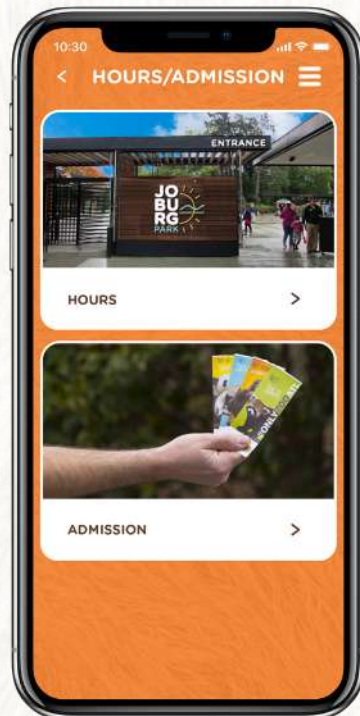 10:30
< HOURS/ADMISSION
ENTRANCE
JO
BU
RG
PARK
HOURS >
ADMISSION >